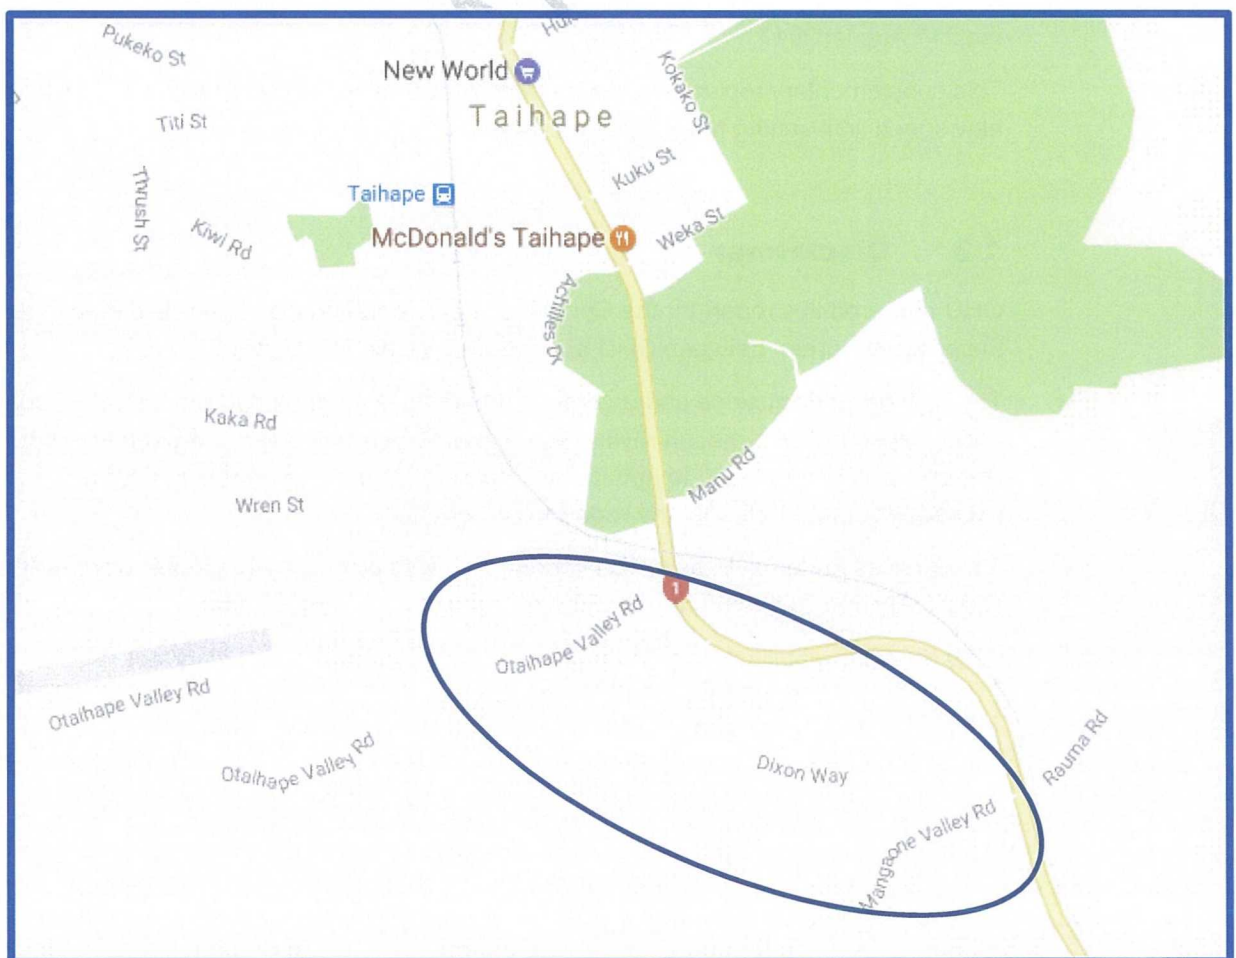 Pukeko St
New World
Taihape
Kokako St
Titi St
Kuku St
Thrush St
Taihape
Kiwi Rd
McDonald's Taihape
Weka St
Achilles Dr
Kaka Rd
Manu Rd
Wren St
1
Otaihape Valley Rd
Otaihape Valley Rd
Otaihape Valley Rd
Dixon Way
Rauma Rd
Mangaone Valley Rd